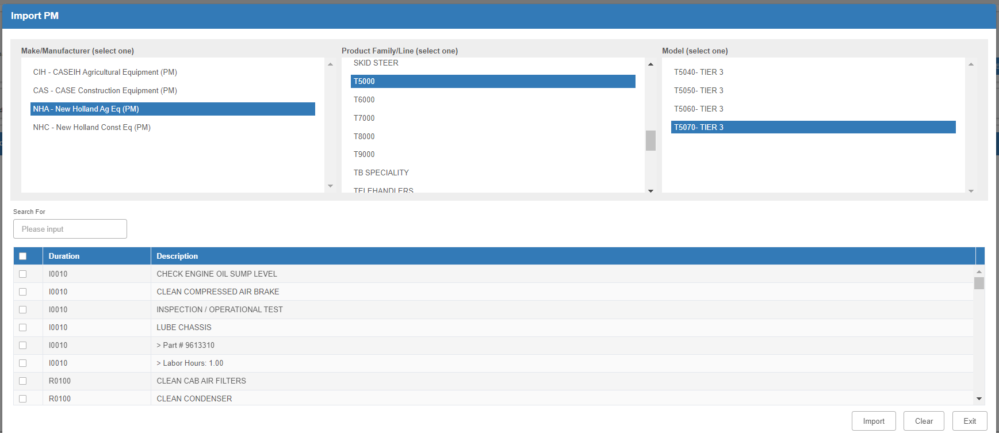 Import PM
Make/Manufacturer (select one)
CIH - CASEIH Agricultural Equipment (PM)
CAS - CASE Construction Equipment (PM)
NHA - New Holland Ag Eq (PM)
NHC - New Holland Const Eq (PM)
Product Family/Line (select one)
SKID STEER
T5000
T6000
T7000
T8000
T9000
TB SPECIALITY
TELEHANDLERS
Model (select one)
T5040- TIER 3
T5050- TIER 3
T5060- TIER 3
T5070- TIER 3
Search For
Please input
Duration Description
I0010 CHECK ENGINE OIL SUMP LEVEL
I0010 CLEAN COMPRESSED AIR BRAKE
I0010 INSPECTION / OPERATIONAL TEST
I0010 LUBE CHASSIS
I0010 > Part # 9613310
I0010 > Labor Hours: 1.00
R0100 CLEAN CAB AIR FILTERS
R0100 CLEAN CONDENSER
Import Clear Exit